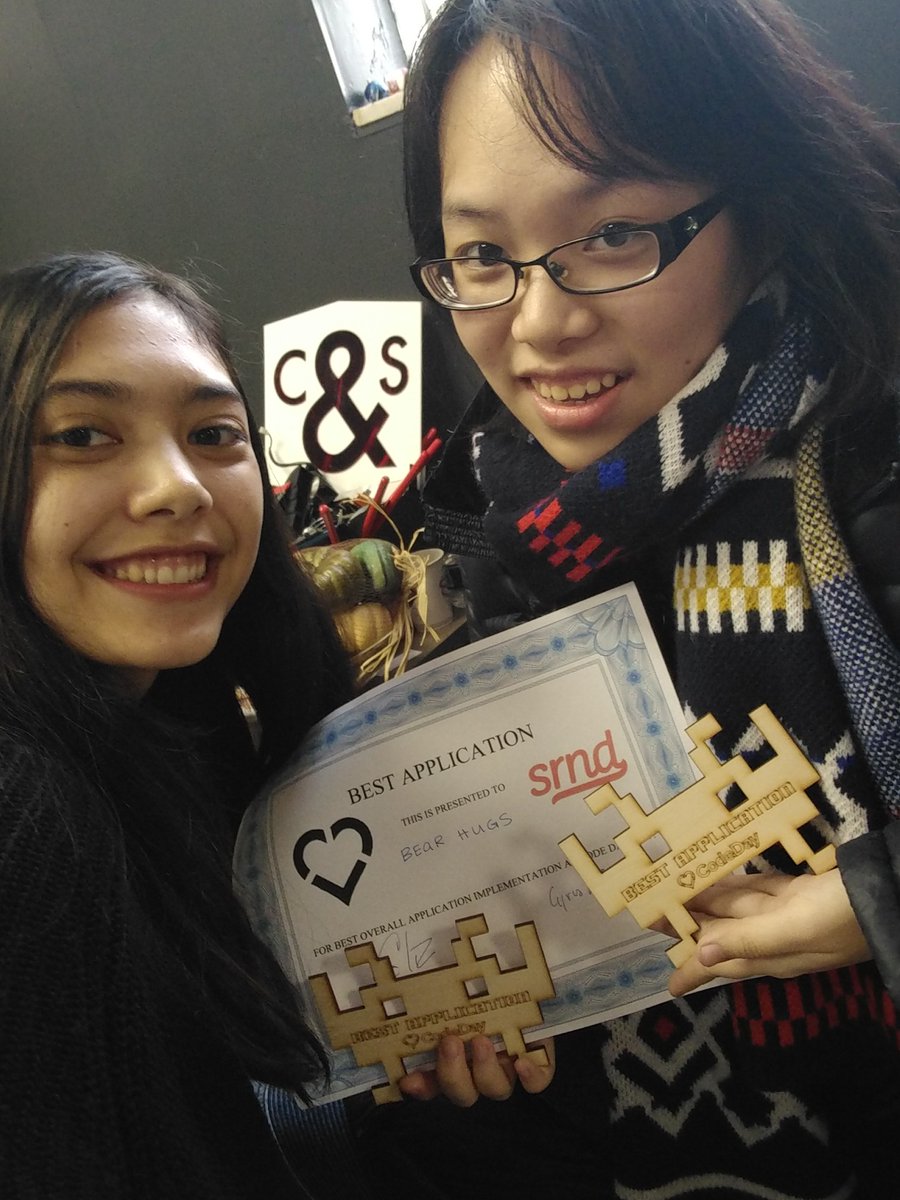 C&S
BEST APPLICATION
THIS IS PRESENTED TO
srnd
BEAR HUGS
FOR BEST OVERALL APPLICATION IMPLEMENTATION
BEST APPLICATION
CodeDay
BEST APPLICATION
CodeDay